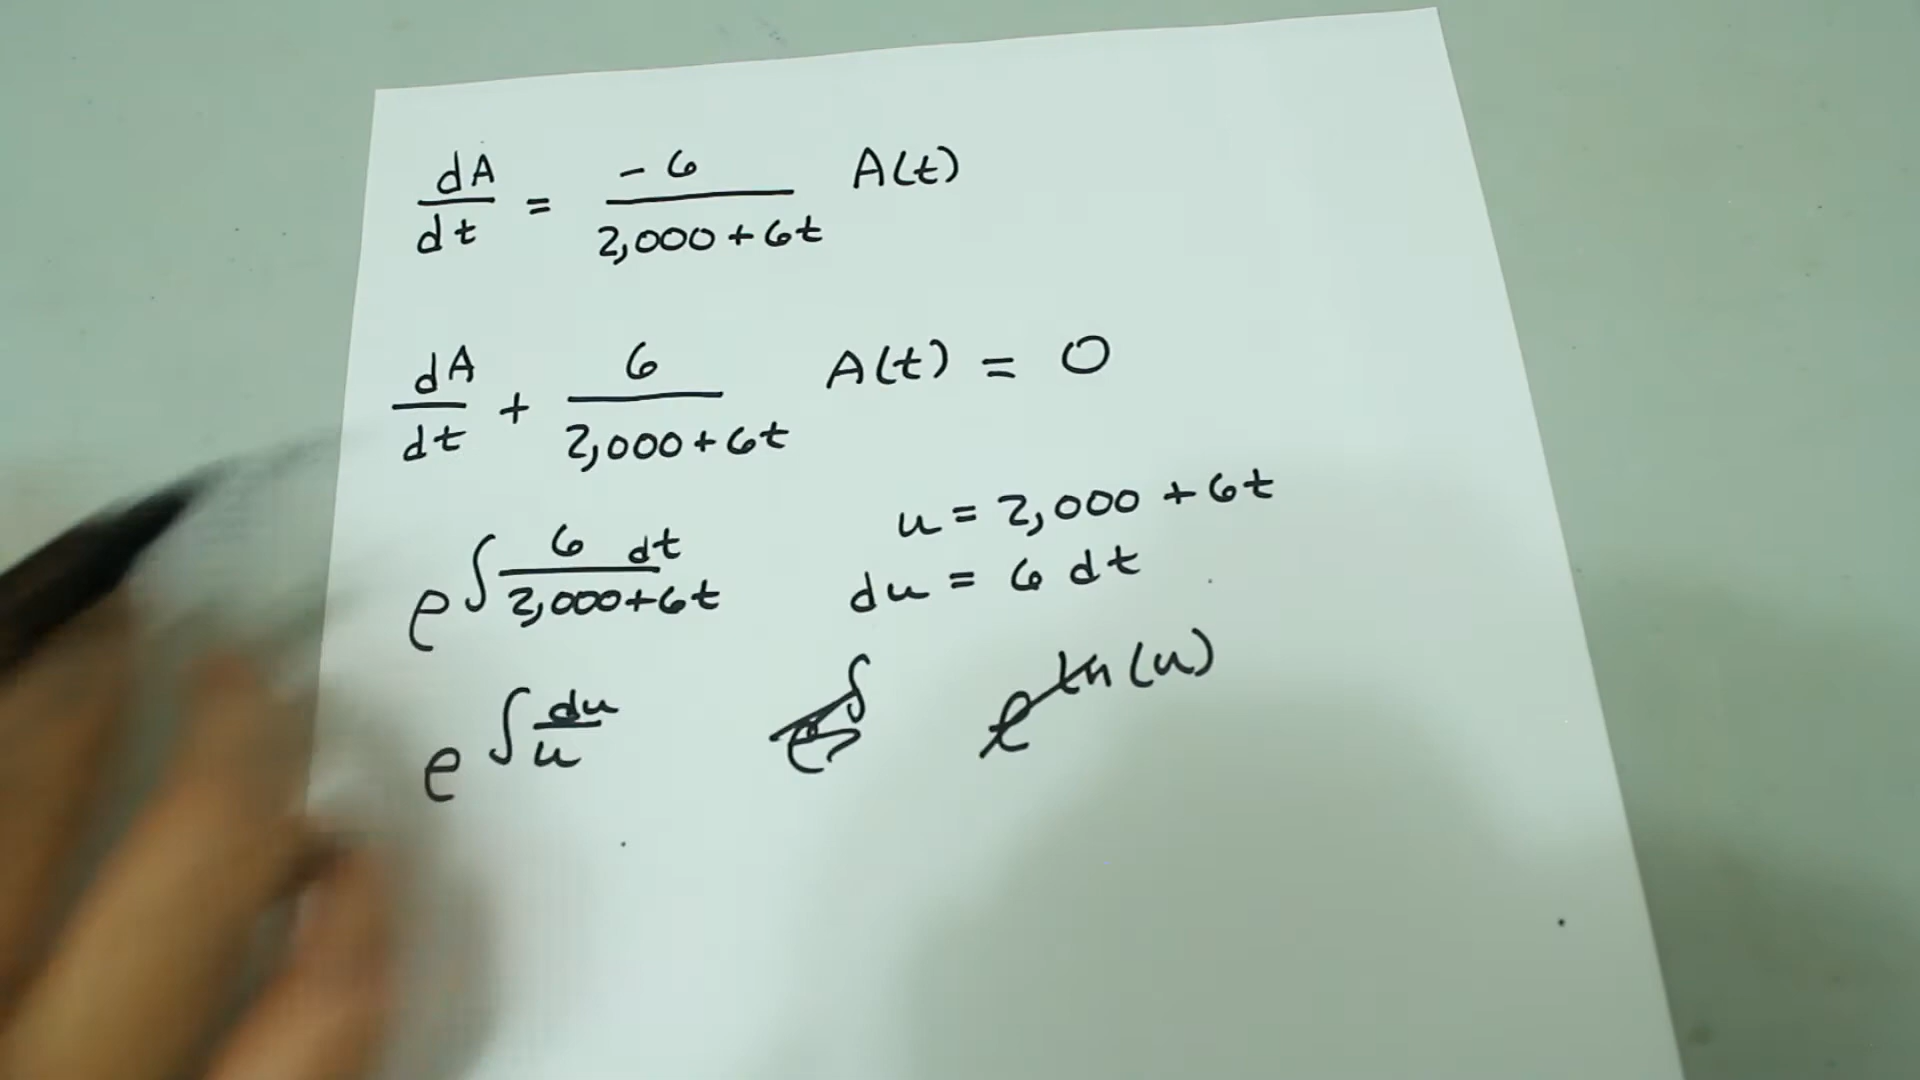 dA/dt = -6/(2,000+6t) A(t)
dA/dt + 6/(2,000+6t) A(t) = 0
e^∫ 6 dt/(2,000+6t) u = 2,000+6t
du = 6 dt
e^∫ du/u e^∫ e^ln(u)